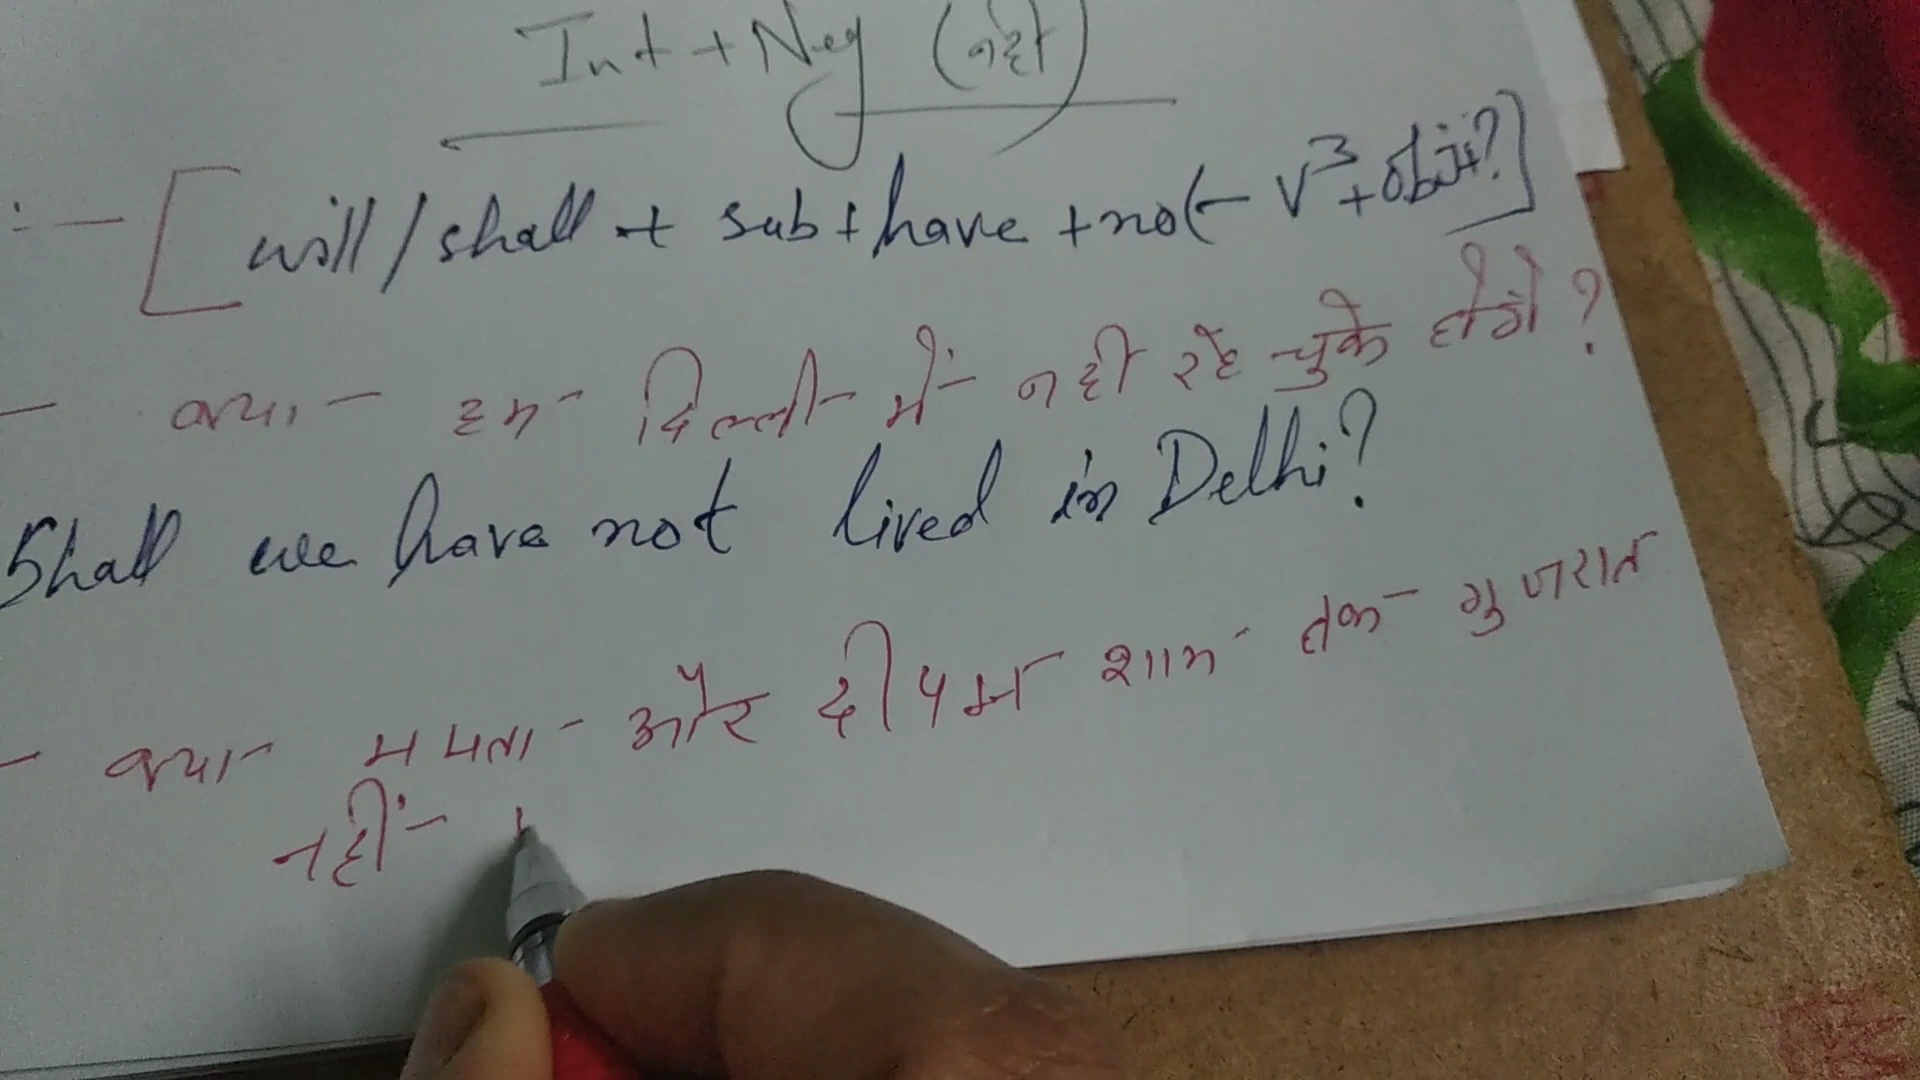 Int + Neg (नही)
:- [will/shall + sub + have + not - V3 + obj..?]
- क्या - हम - दिल्ली - में - नही रहे चुके होगे ?
Shall we have not lived in Delhi?
- क्या - ममता - और दीपक शाम - तक - गुजरात
नहीं -